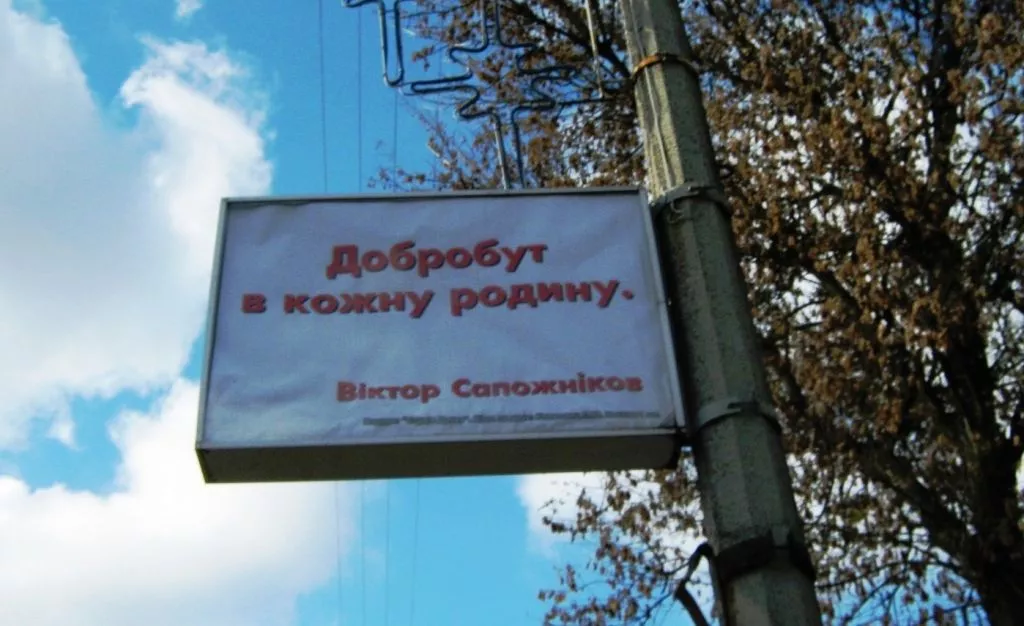 Добробут
в кожну родину.
Віктор Сапожніков